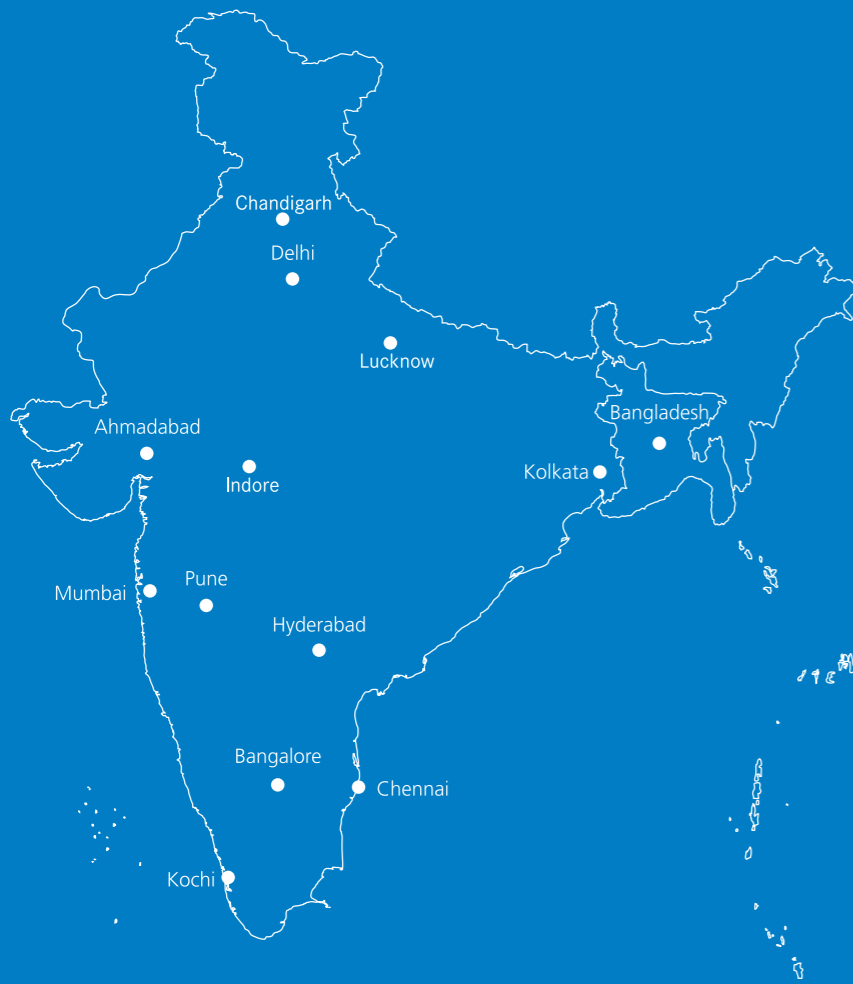 Chandigarh
Delhi
Lucknow
Bangladesh
Ahmadabad
Kolkata
Indore
Pune
Mumbai
Hyderabad
Bangalore
Chennai
Kochi